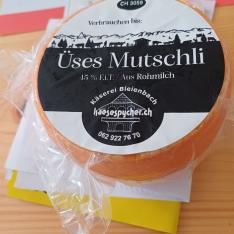 CH 3059
Verbrauchen bis:
Üses Mutschli
45 % F.i.T. / Aus Rohmilch
Käserei Bleienbach
kaesespycher.ch
062 922 76 70